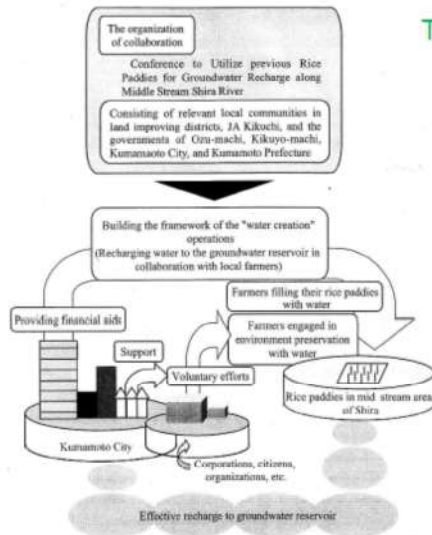 The organization
of collaboration
T
Conference to Utilize previous Rice
Paddies for Groundwater Recharge along
Middle Stream Shira River
Consisting of relevant local communities in
land improving districts, JA Kikuchi, and the
governments of Ozu-machi, Kikuyo-machi,
Kumamaoto City, and Kumamoto Prefecture
Building the framework of the "water creation"
operations
(Recharging water to the groundwater reservoir in
collaboration with local farmers)
Farmers filling their rice paddies
with water
Providing financial aids
Farmers engaged in
environment preservation
with water
Support
Voluntary efforts
Rice paddies in mid stream area
of Shira
Kumamoto City
Corporations, citizens,
organizations, etc.
Effective recharge to groundwater reservoir